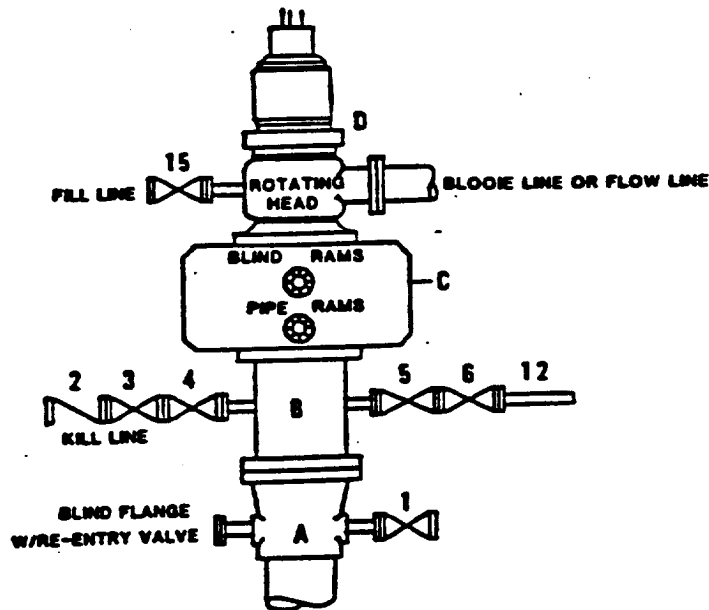 D
15
FILL LINE
ROTATING
HEAD
BLOOIE LINE OR FLOW LINE
BLIND RAMS
C
PIPE RAMS
2 3 4
5 6 12
B
KILL LINE
1
BLIND FLANGE
W/RE-ENTRY VALVE
A